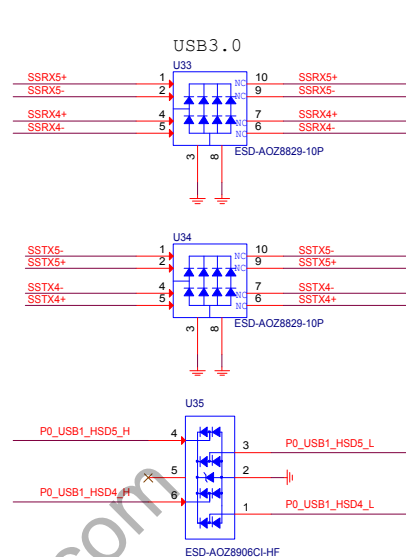 USB3.0
U33
SSRX5+ 1 10 SSRX5+
SSRX5- 2 NC NC 9 SSRX5-
SSRX4+ 4 7 SSRX4+
SSRX4- 5 NC NC 6 SSRX4-
ESD-AOZ8829-10P
3 8
U34
SSTX5- 1 NC 10 SSTX5-
SSTX5+ 2 NC 9 SSTX5+
SSTX4- 4 NC 7 SSTX4-
SSTX4+ 5 NC 6 SSTX4+
ESD-AOZ8829-10P
3 8
U35
P0_USB1_HSD5_H 4
3 P0_USB1_HSD5_L
5 2
P0_USB1_HSD4_H 6
1 P0_USB1_HSD4_L
ESD-AOZ8906CI-HF
.com